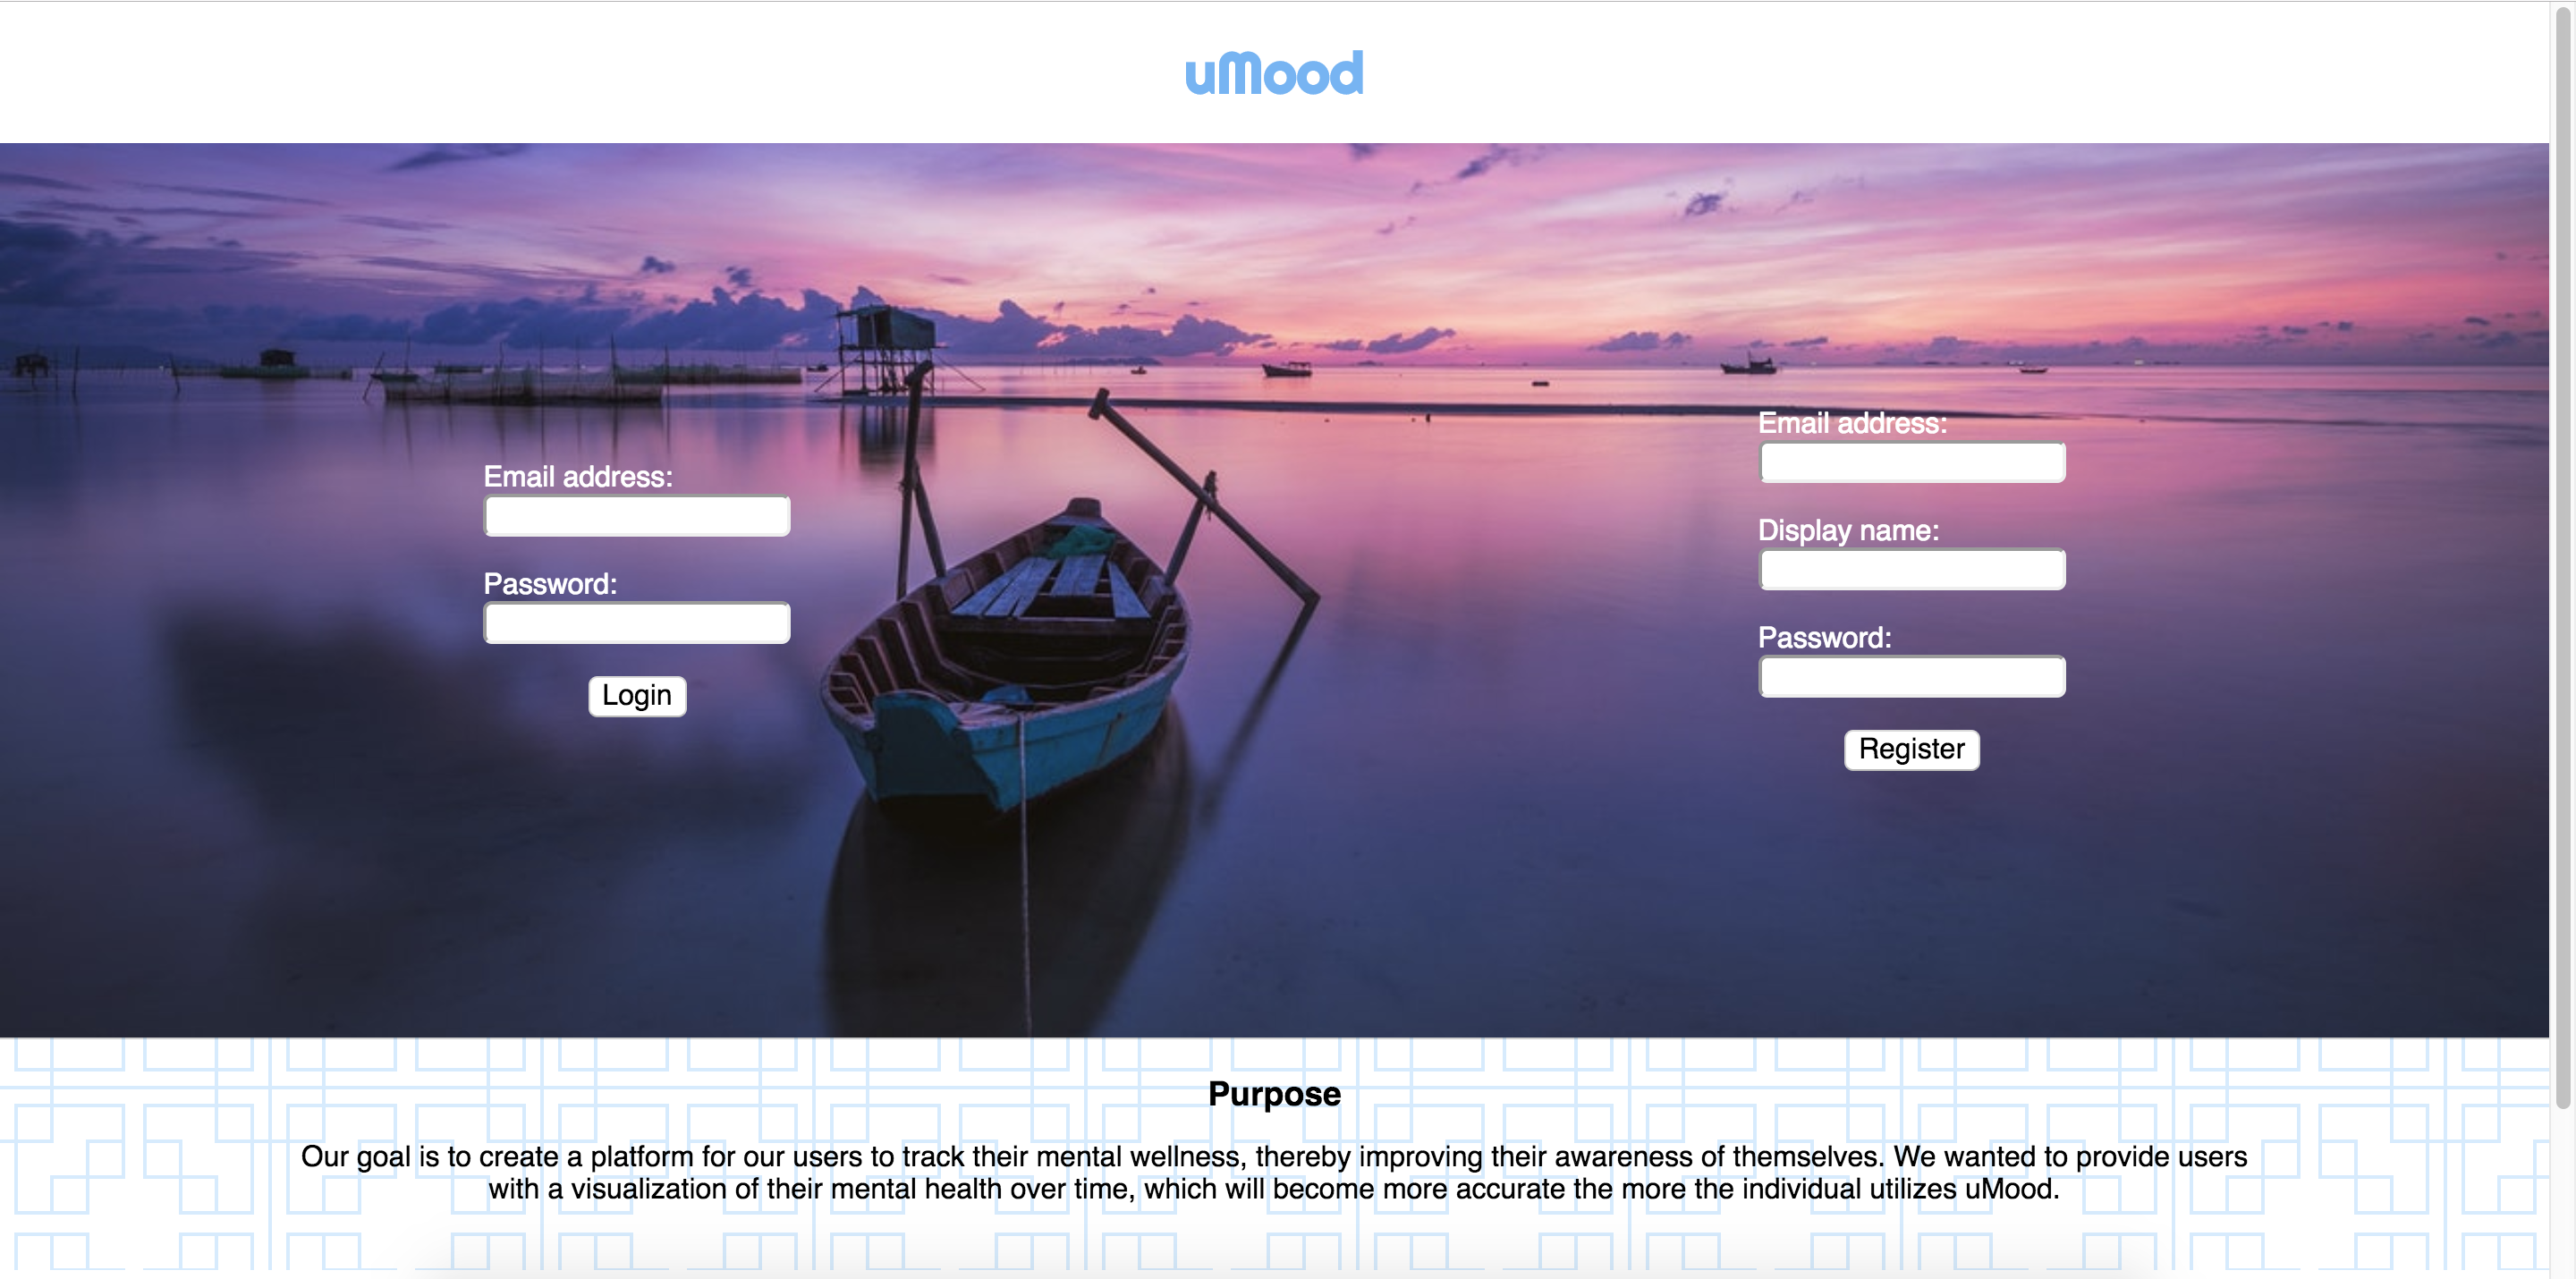 uMood
Email address:
Password:
Login
Email address:
Display name:
Password:
Register
Purpose
Our goal is to create a platform for our users to track their mental wellness, thereby improving their awareness of themselves. We wanted to provide users
with a visualization of their mental health over time, which will become more accurate the more the individual utilizes uMood.